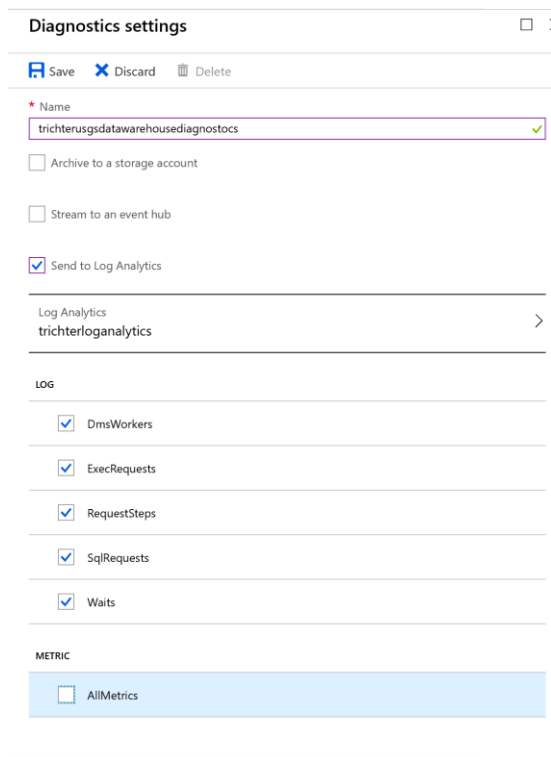 Diagnostics settings
Save Discard Delete
* Name
trichterusgsdatawarehousediagnostocs
Archive to a storage account
Stream to an event hub
Send to Log Analytics
Log Analytics
trichterloganalytics
LOG
DmsWorkers
ExecRequests
RequestSteps
SqlRequests
Waits
METRIC
AllMetrics